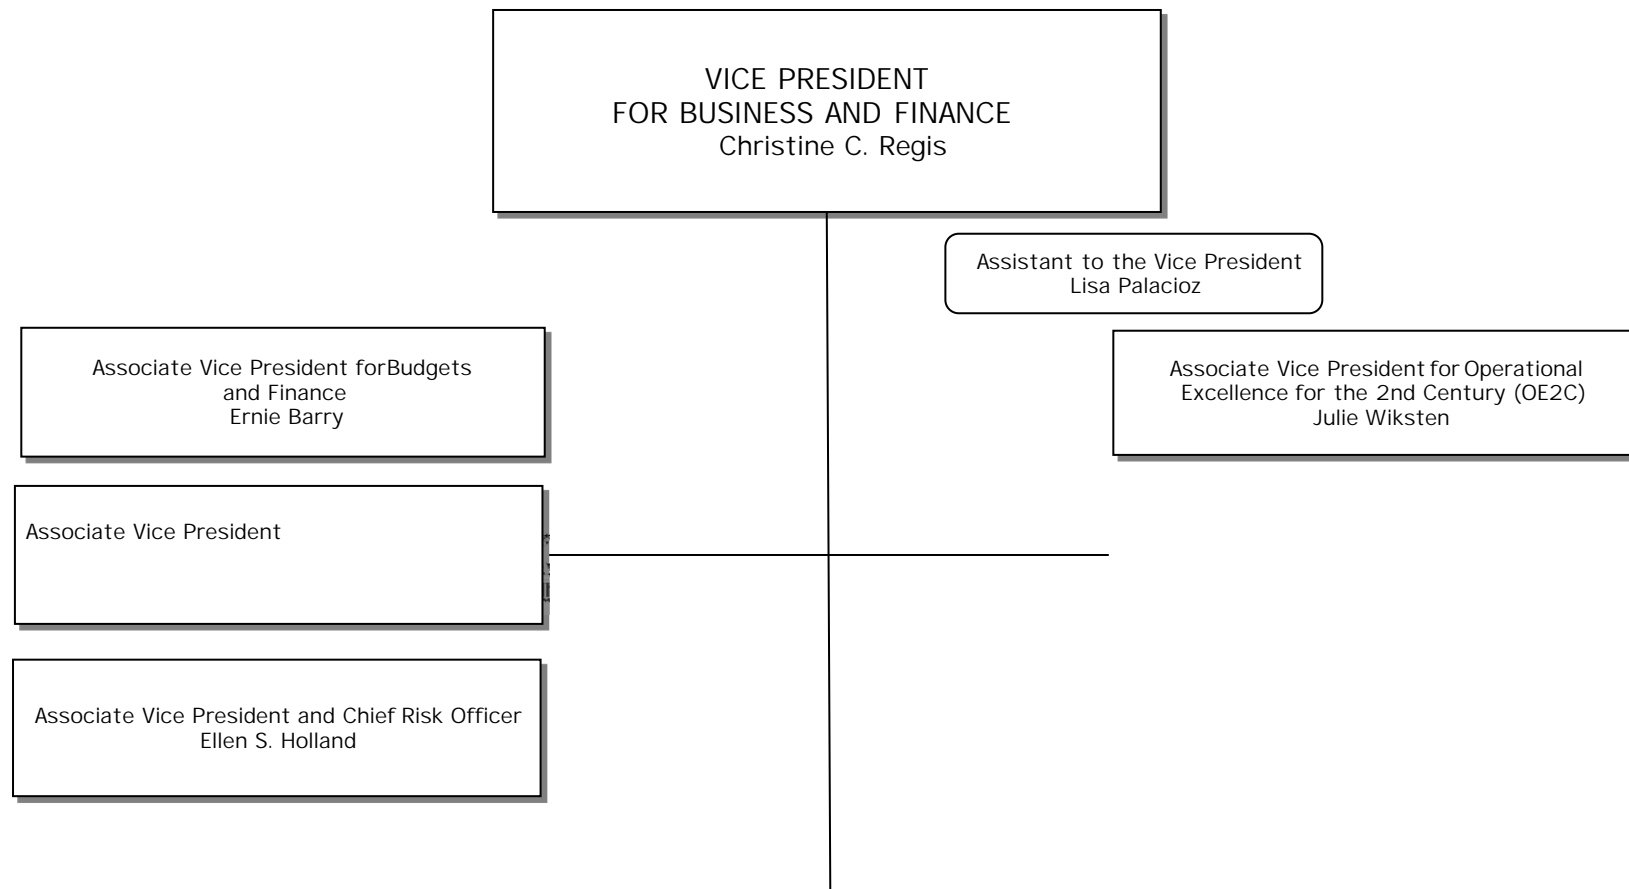 VICE PRESIDENT
FOR BUSINESS AND FINANCE
Christine C. Regis
Assistant to the Vice President
Lisa Palacioz
Associate Vice President forBudgets
and Finance
Ernie Barry
Associate Vice President for Operational
Excellence for the 2nd Century (OE2C)
Julie Wiksten
Associate Vice President
Associate Vice President and Chief Risk Officer
Ellen S. Holland